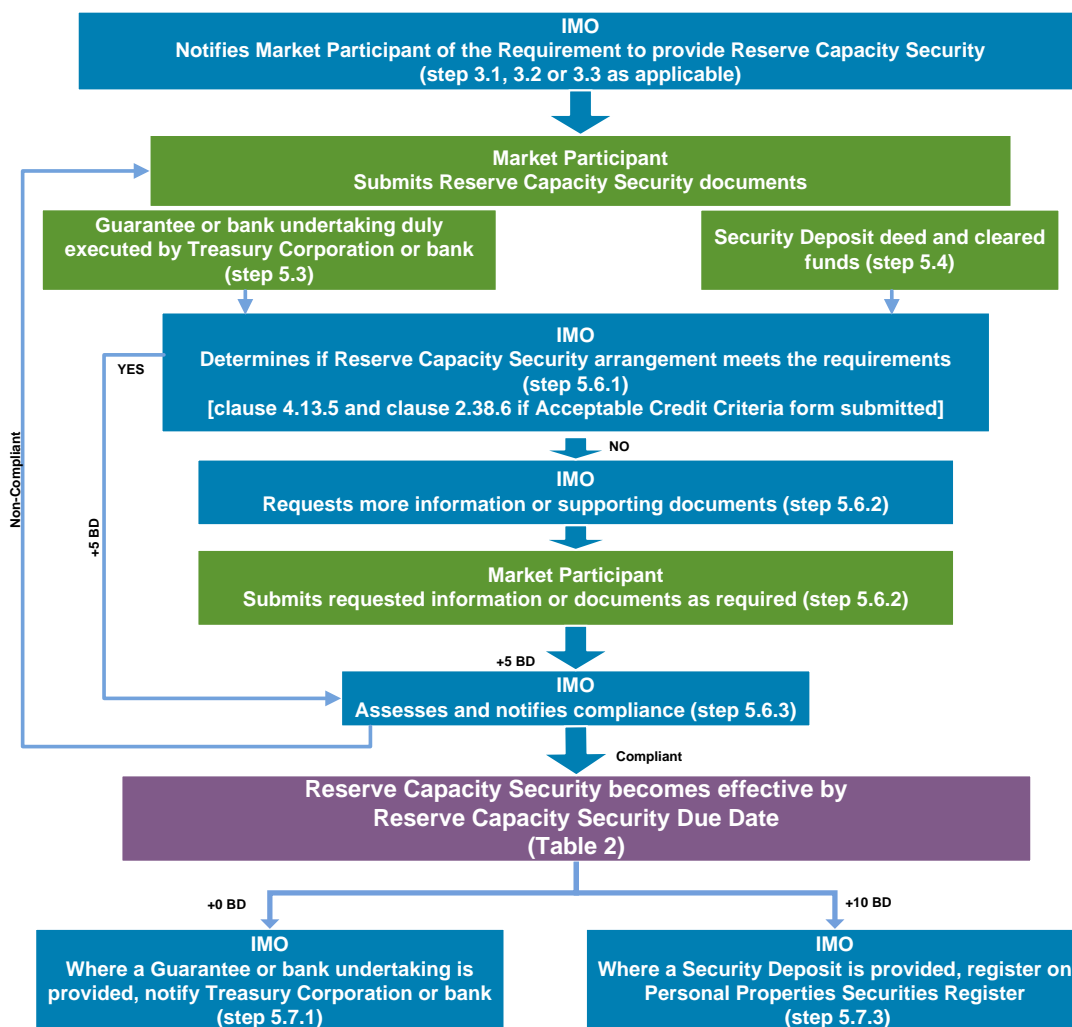 IMO
Notifies Market Participant of the Requirement to provide Reserve Capacity Security
(step 3.1, 3.2 or 3.3 as applicable)
Market Participant
Submits Reserve Capacity Security documents
Guarantee or bank undertaking duly
executed by Treasury Corporation or bank
(step 5.3)
Security Deposit deed and cleared
funds (step 5.4)
IMO
Determines if Reserve Capacity Security arrangement meets the requirements
(step 5.6.1)
[clause 4.13.5 and clause 2.38.6 if Acceptable Credit Criteria form submitted]
YES
NO
Non-Compliant
+5 BD
IMO
Requests more information or supporting documents (step 5.6.2)
Market Participant
Submits requested information or documents as required (step 5.6.2)
+5 BD
IMO
Assesses and notifies compliance (step 5.6.3)
Compliant
Reserve Capacity Security becomes effective by
Reserve Capacity Security Due Date
(Table 2)
+0 BD
+10 BD
IMO
Where a Guarantee or bank undertaking is
provided, notify Treasury Corporation or bank
(step 5.7.1)
IMO
Where a Security Deposit is provided, register on
Personal Properties Securities Register
(step 5.7.3)